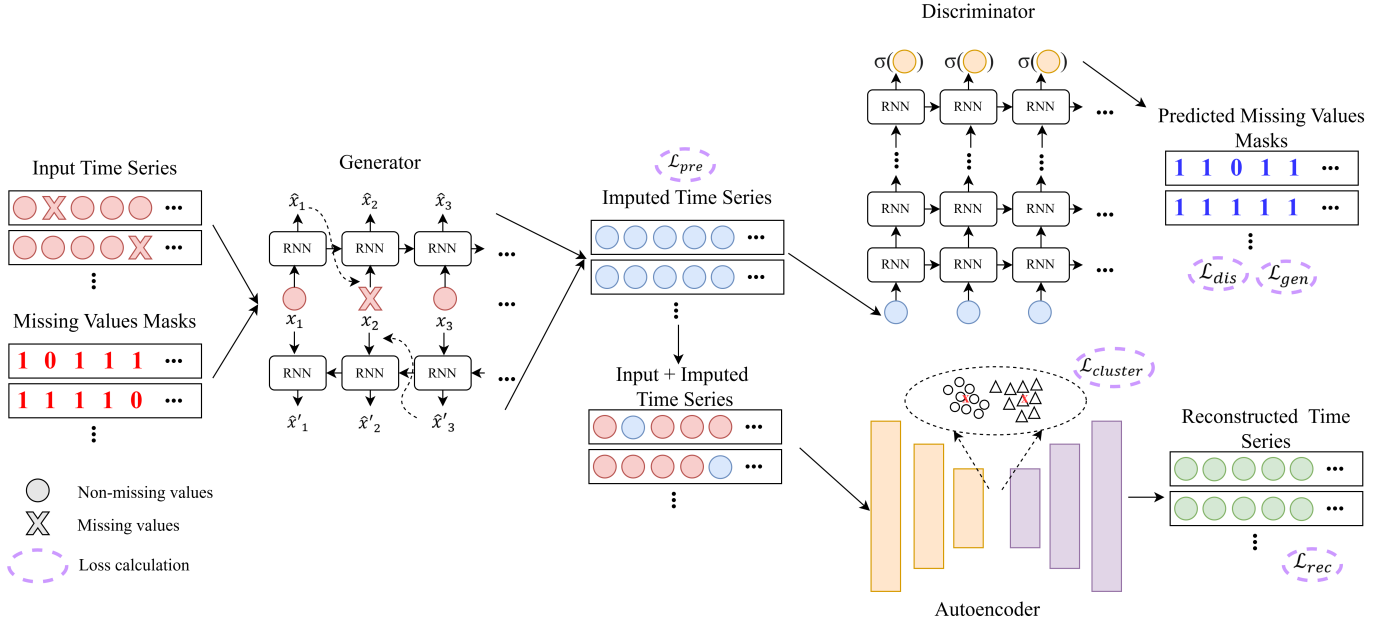 Input Time Series
•••
•••
Missing Values Masks
1 0 1 1 1 •••
1 1 1 1 0 •••
Non-missing values
Missing values
Loss calculation
Generator
x̂₁ x̂₂ x̂₃
RNN RNN RNN
•••
x₁ x₂ x₃
•••
RNN RNN RNN
•••
x̂'₁ x̂'₂ x̂'₃
ℒpre
Imputed Time Series
•••
•••
Input + Imputed
Time Series
•••
•••
Discriminator
σ( ) σ( ) σ( )
RNN RNN RNN •••
RNN RNN RNN •••
RNN RNN RNN •••
Predicted Missing Values
Masks
1 1 0 1 1 •••
1 1 1 1 1 •••
ℒdis ℒgen
ℒcluster
Autoencoder
Reconstructed Time
Series
•••
•••
ℒrec